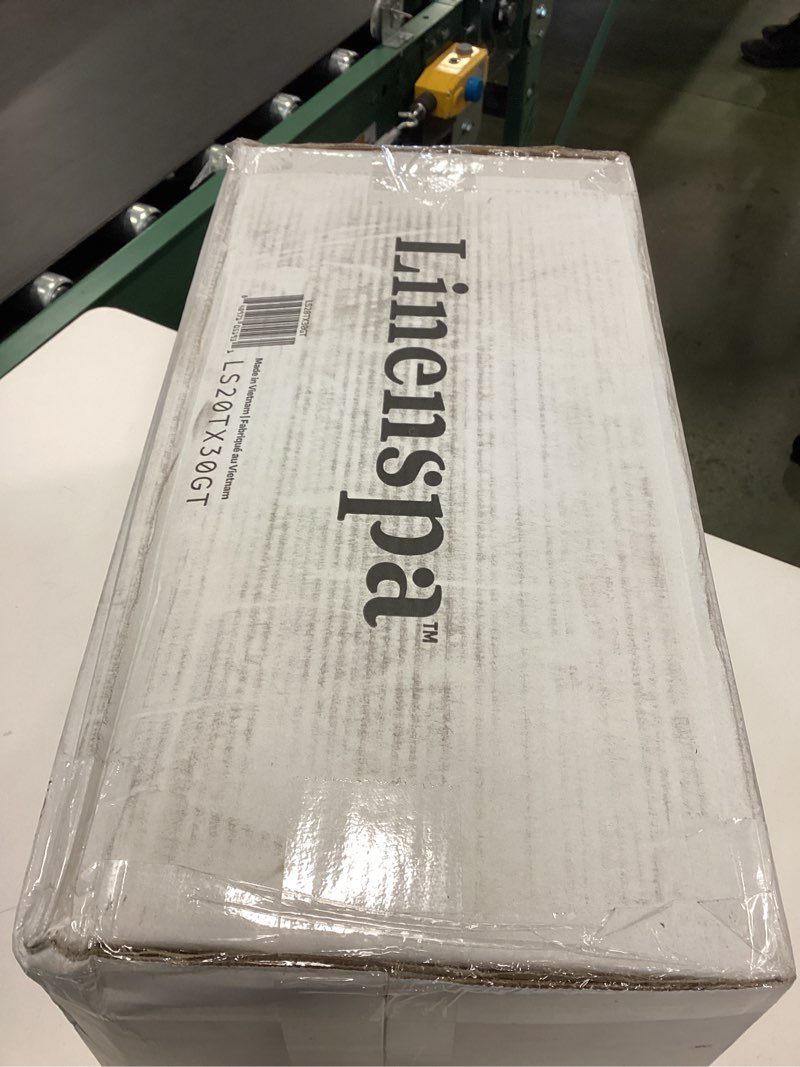 Linenspa™
LS20TX30GT
Made in Vietnam | Fabriqué au Vietnam
LS20TX30GT